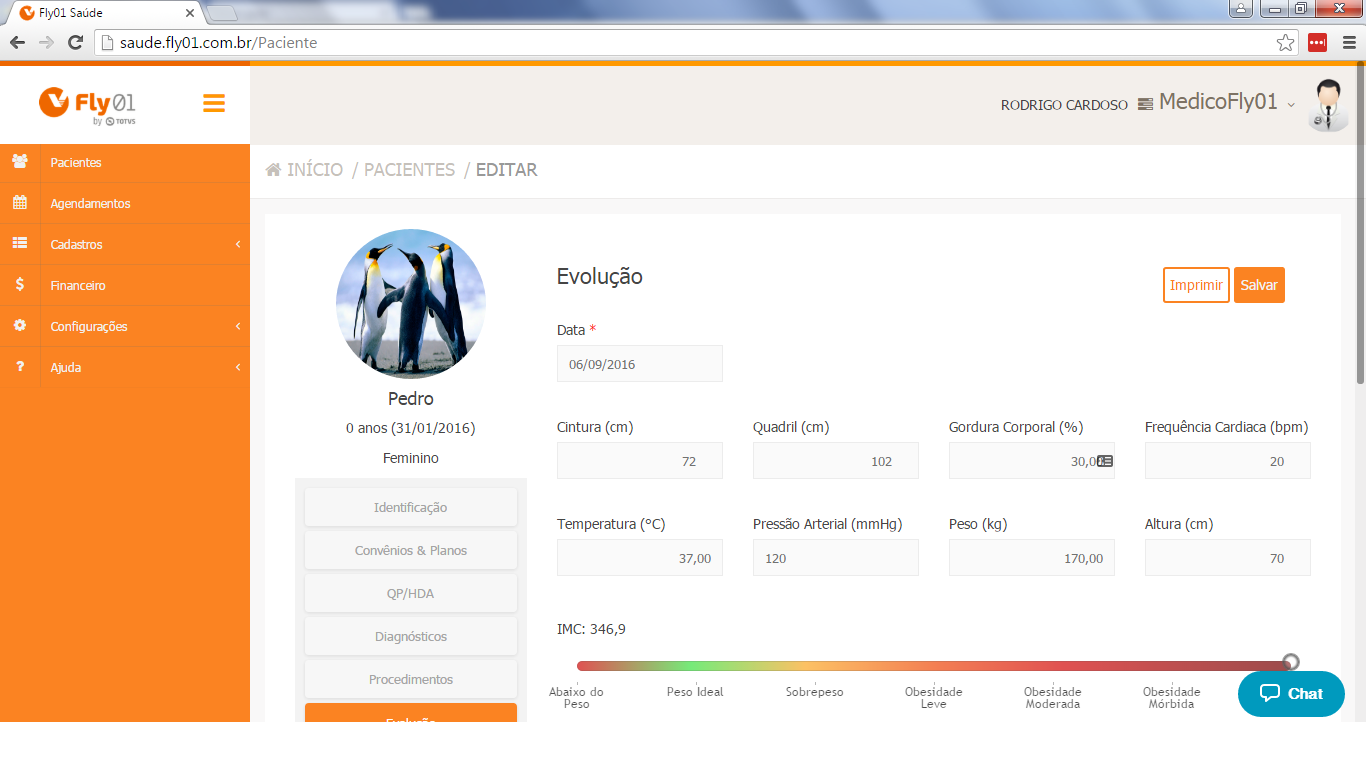 Fly01 Saúde
saude.fly01.com.br/Paciente
Fly01
by TOTVS
RODRIGO CARDOSO MedicoFly01
Pacientes
Agendamentos
Cadastros
Financeiro
Configurações
Ajuda
INÍCIO / PACIENTES / EDITAR
Pedro
0 anos (31/01/2016)
Feminino
Identificação
Convênios & Planos
QP/HDA
Diagnósticos
Procedimentos
Evolução
Evolução
Imprimir Salvar
Data *
06/09/2016
Cintura (cm) Quadril (cm) Gordura Corporal (%) Frequência Cardiaca (bpm)
72 102 30,00 20
Temperatura (°C) Pressão Arterial (mmHg) Peso (kg) Altura (cm)
37,00 120 170,00 70
IMC: 346,9
Abaixo do Peso Peso Ideal Sobrepeso Obesidade Leve Obesidade Moderada Obesidade Mórbida
Chat